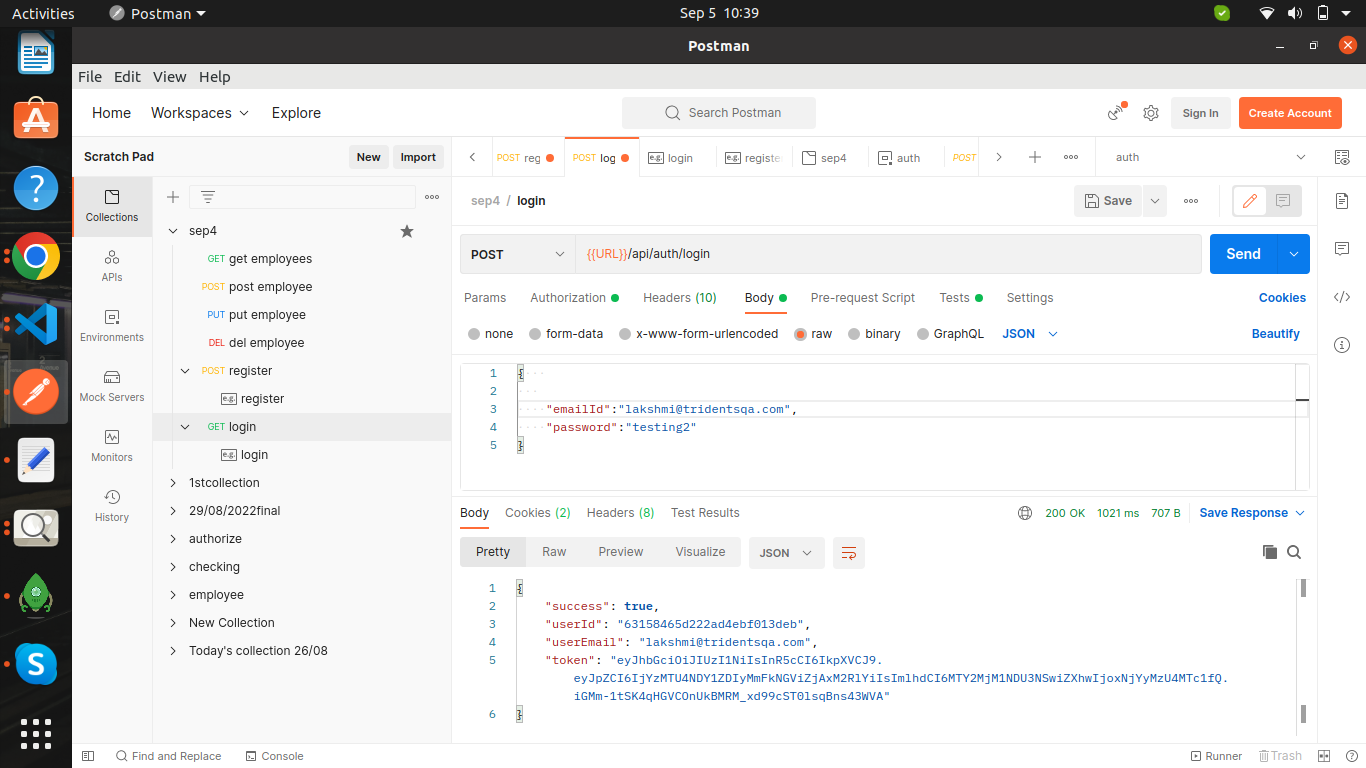 Activities Postman Sep 5 10:39
Postman
File Edit View Help
Home Workspaces Explore Search Postman Sign In Create Account
Scratch Pad New Import
POST reg POST log e.g. login e.g. registe sep4 auth POST auth
Collections
APIs
Environments
Mock Servers
Monitors
History
sep4
GET get employees
POST post employee
PUT put employee
DEL del employee
POST register
e.g. register
GET login
e.g. login
1stcollection
29/08/2022final
authorize
checking
employee
New Collection
Today's collection 26/08
sep4 / login Save
POST {{URL}}/api/auth/login Send
Params Authorization Headers (10) Body Pre-request Script Tests Settings Cookies
none form-data x-www-form-urlencoded raw binary GraphQL JSON Beautify
1 {
2
3 "emailId":"lakshmi@tridentsqa.com",
4 "password":"testing2"
5 }
Body Cookies (2) Headers (8) Test Results 200 OK 1021 ms 707 B Save Response
Pretty Raw Preview Visualize JSON
1 {
2 "success": true,
3 "userId": "63158465d222ad4ebf013deb",
4 "userEmail": "lakshmi@tridentsqa.com",
5 "token": "eyJhbGciOiJIUzI1NiIsInR5cCI6IkpXVCJ9.
eyJpZCI6IjYzMTU4NDY1ZDIyMmFkNGViZjAxM2RlYiIsImlhdCI6MTY2MjM1NDU3NSwiZXhwIjoxNjYyMzU4MTc1fQ.
iGMm-1tSK4qHGVCOnUkBMRM_xd99cST0lsqBns43WVA"
6 }
Find and Replace Console Runner Trash